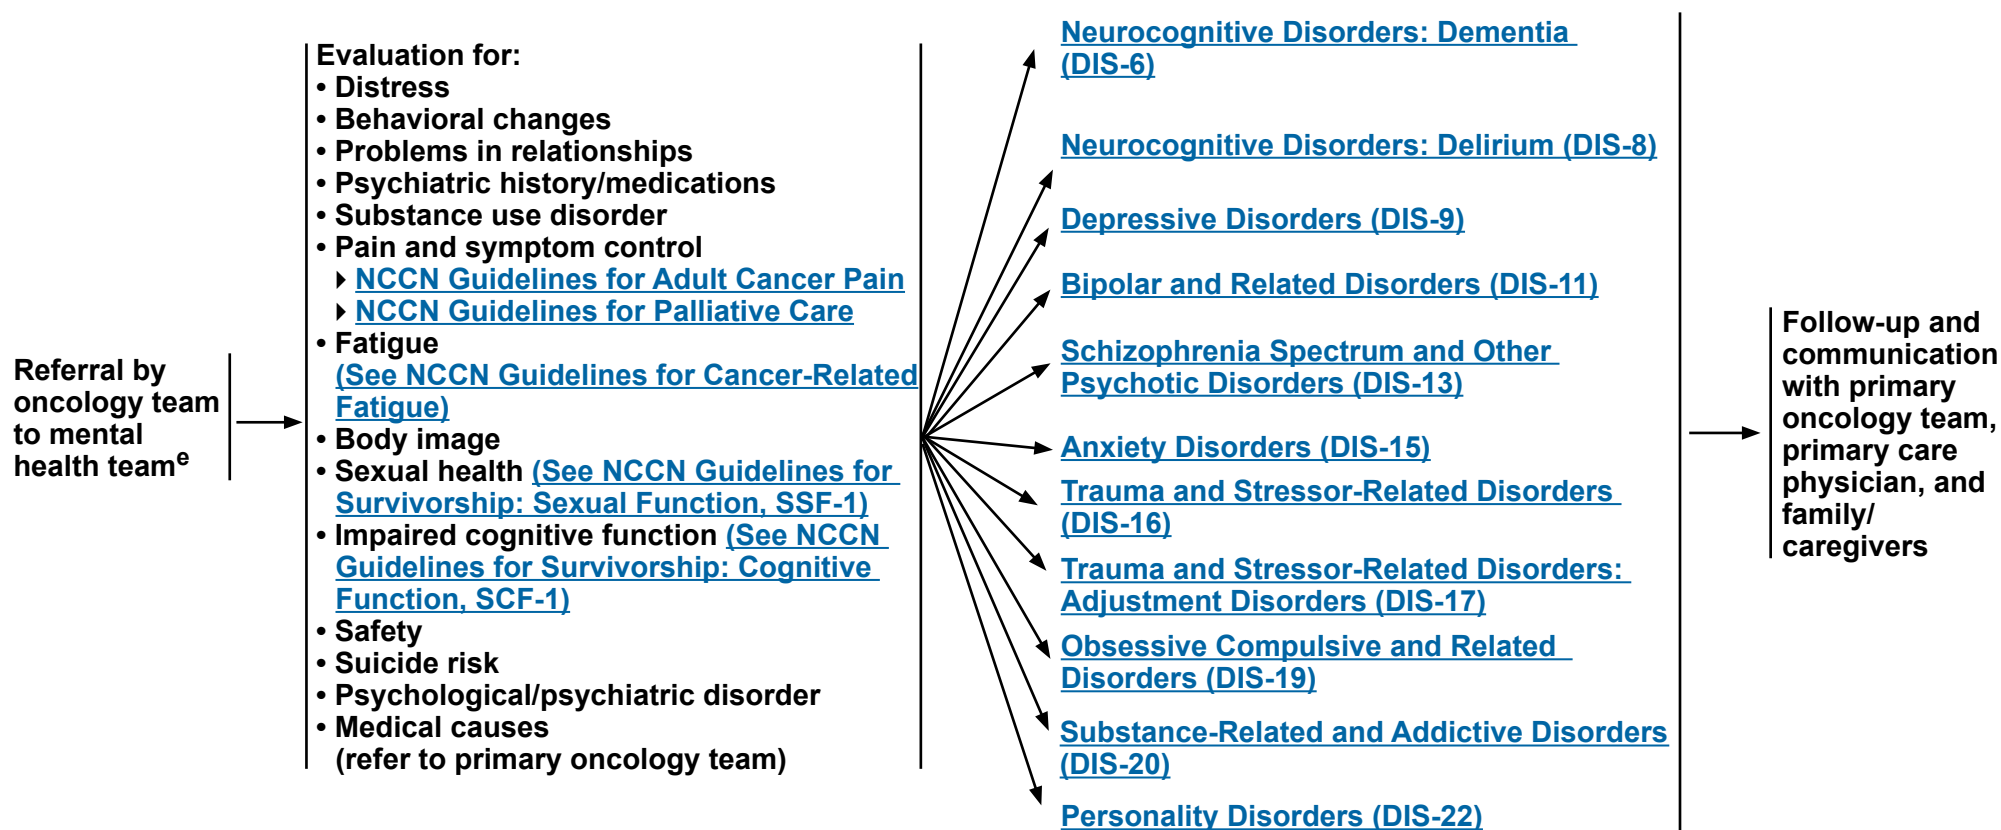 Referral by
oncology team
to mental
health teamᵉ
Evaluation for:
• Distress
• Behavioral changes
• Problems in relationships
• Psychiatric history/medications
• Substance use disorder
• Pain and symptom control
▸ NCCN Guidelines for Adult Cancer Pain
▸ NCCN Guidelines for Palliative Care
• Fatigue
(See NCCN Guidelines for Cancer-Related
Fatigue)
• Body image
• Sexual health (See NCCN Guidelines for
Survivorship: Sexual Function, SSF-1)
• Impaired cognitive function (See NCCN
Guidelines for Survivorship: Cognitive
Function, SCF-1)
• Safety
• Suicide risk
• Psychological/psychiatric disorder
• Medical causes
(refer to primary oncology team)
Neurocognitive Disorders: Dementia
(DIS-6)
Neurocognitive Disorders: Delirium (DIS-8)
Depressive Disorders (DIS-9)
Bipolar and Related Disorders (DIS-11)
Schizophrenia Spectrum and Other
Psychotic Disorders (DIS-13)
Anxiety Disorders (DIS-15)
Trauma and Stressor-Related Disorders
(DIS-16)
Trauma and Stressor-Related Disorders:
Adjustment Disorders (DIS-17)
Obsessive Compulsive and Related
Disorders (DIS-19)
Substance-Related and Addictive Disorders
(DIS-20)
Personality Disorders (DIS-22)
Follow-up and
communication
with primary
oncology team,
primary care
physician, and
family/
caregivers